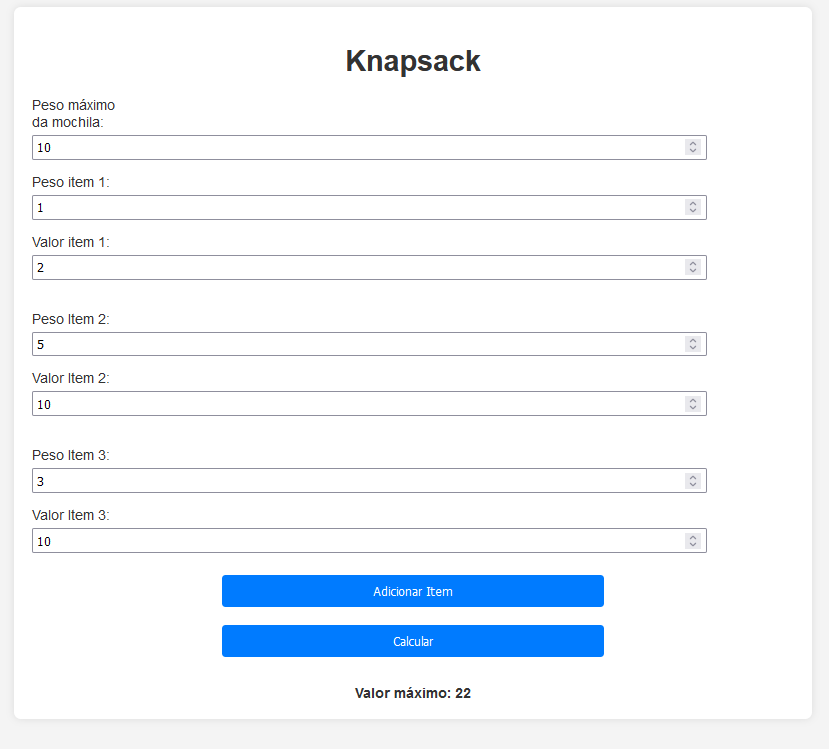 Knapsack
Peso máximo
da mochila:
10
Peso item 1:
1
Valor item 1:
2
Peso Item 2:
5
Valor Item 2:
10
Peso Item 3:
3
Valor Item 3:
10
Adicionar Item
Calcular
Valor máximo: 22